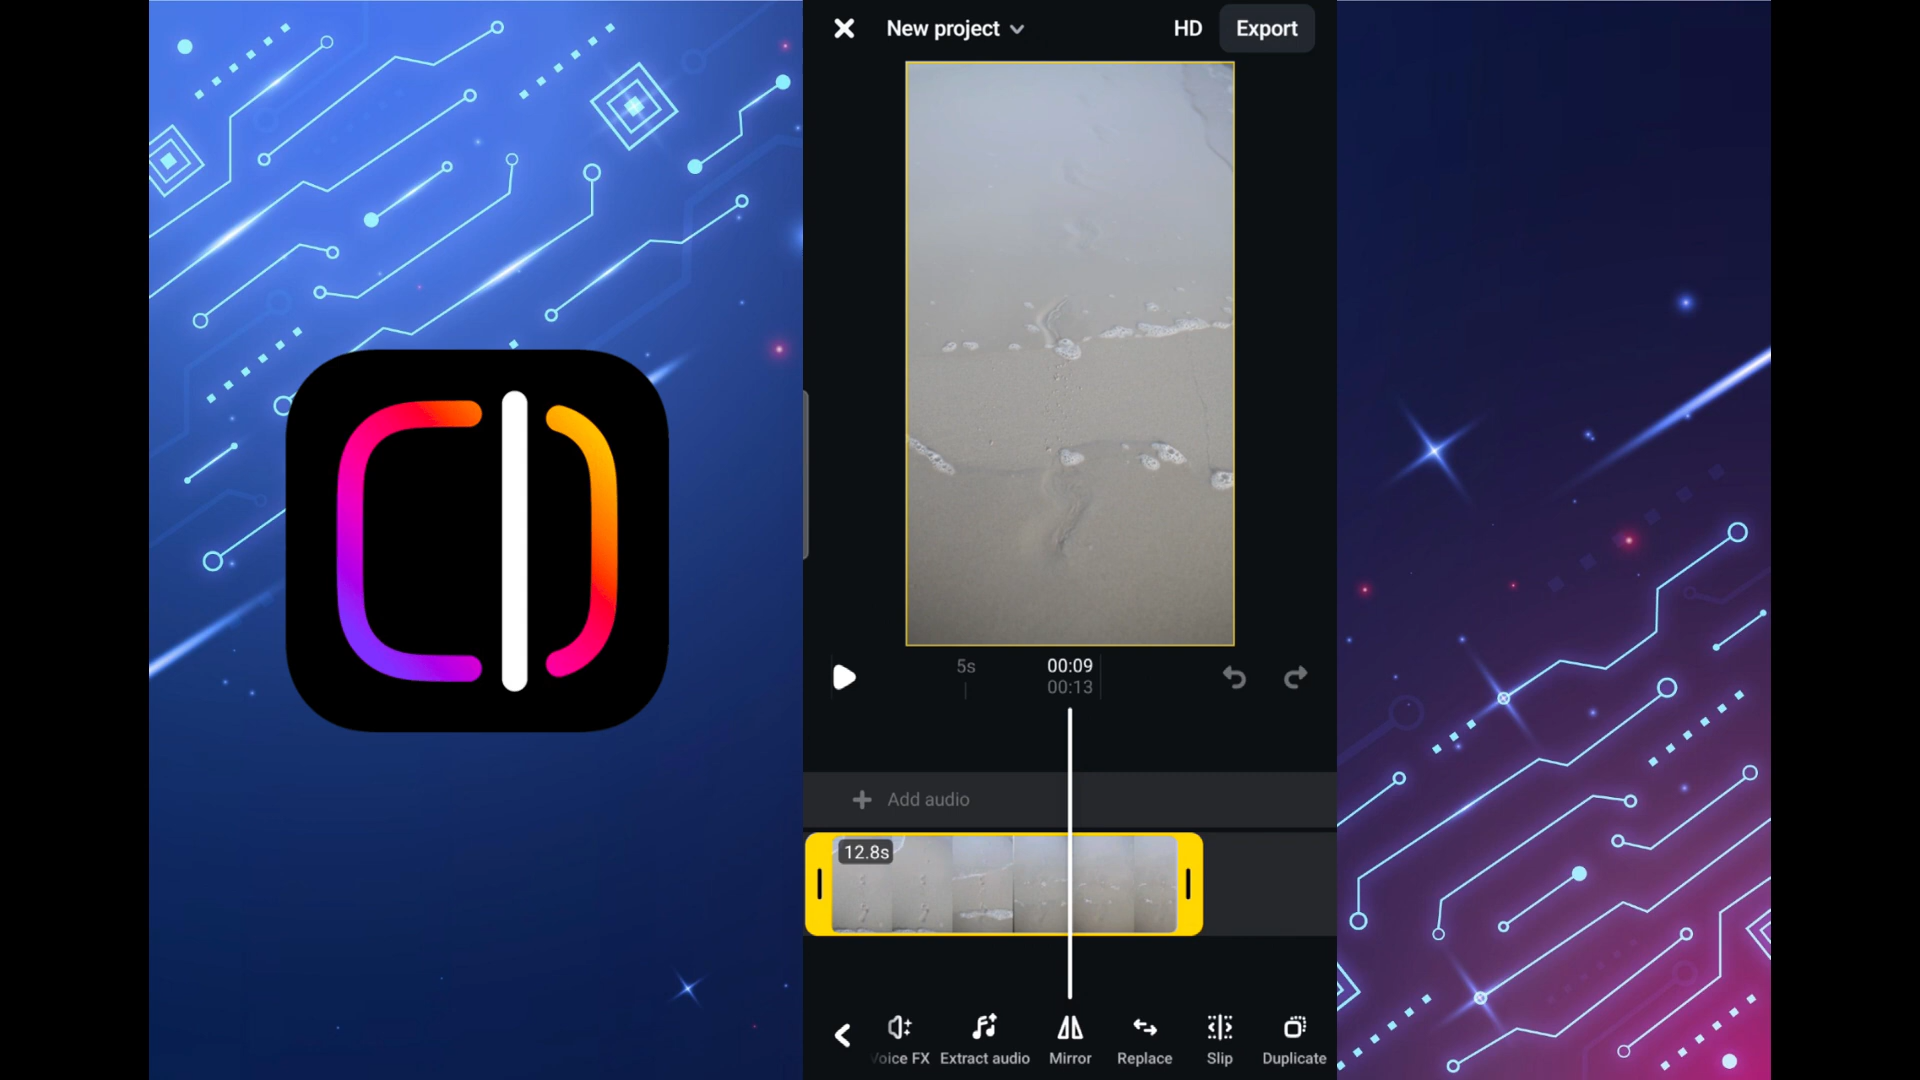 New project
HD
Export
5s
00:09
00:13
Add audio
12.8s
Voice FX
Extract audio
Mirror
Replace
Slip
Duplicate